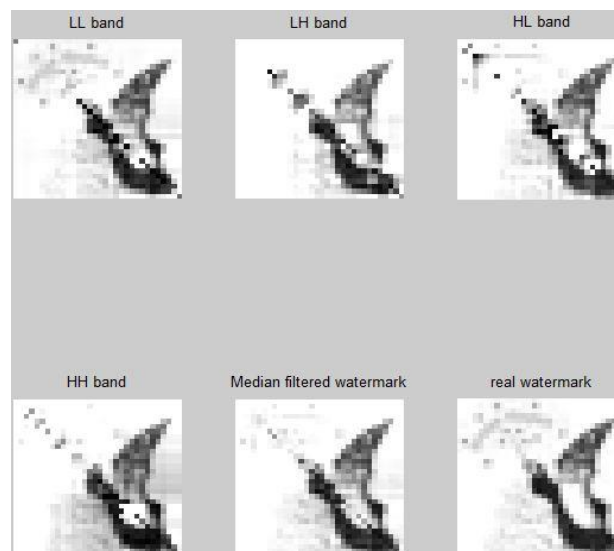 LL band
LH band
HL band
HH band
Median filtered watermark
real watermark